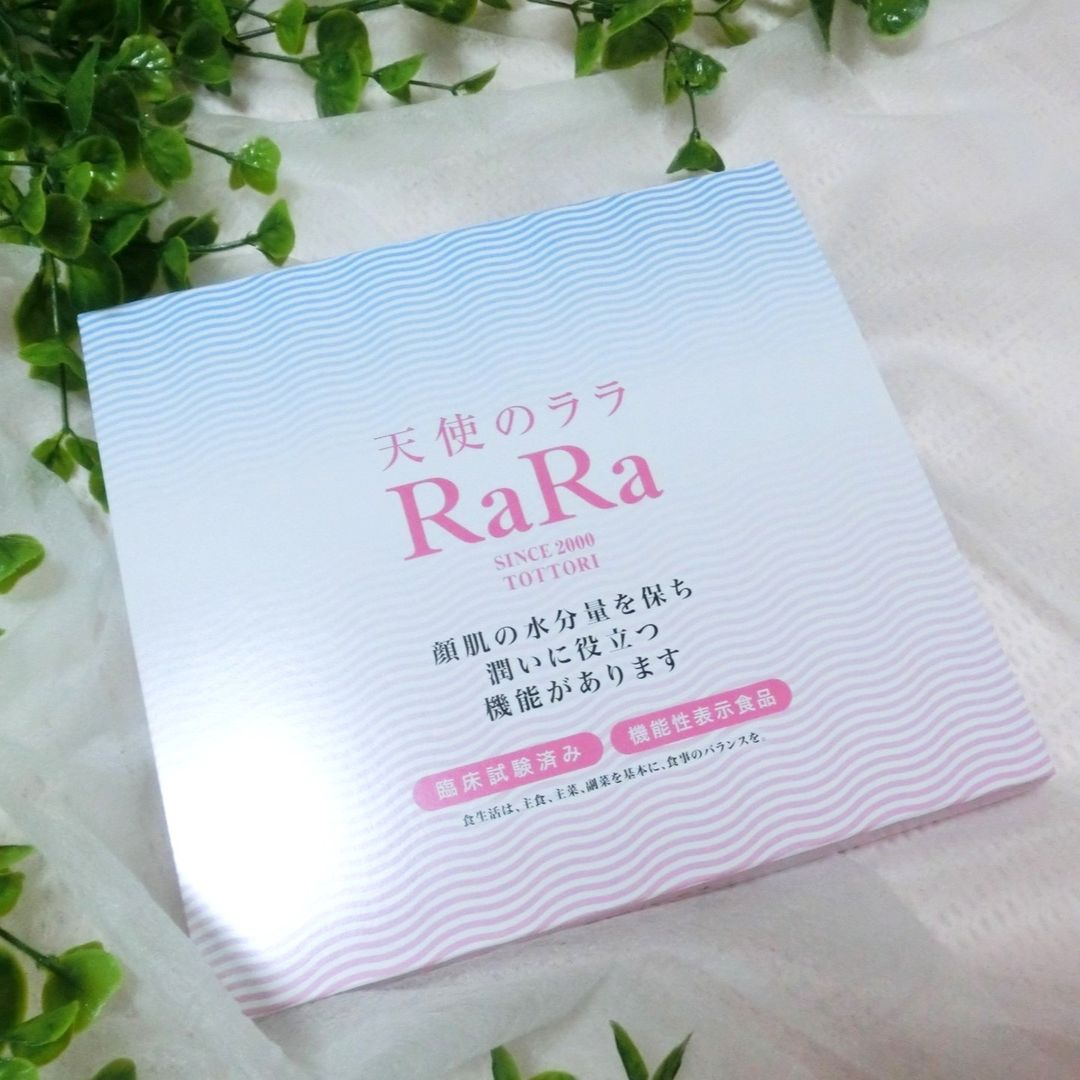 天使のララ
RaRa
SINCE 2000
TOTTORI
顔肌の水分量を保ち
潤いに役立つ
機能があります
臨床試験済み 機能性表示食品
食生活は、主食、主菜、副菜を基本に、食事のバランスを。